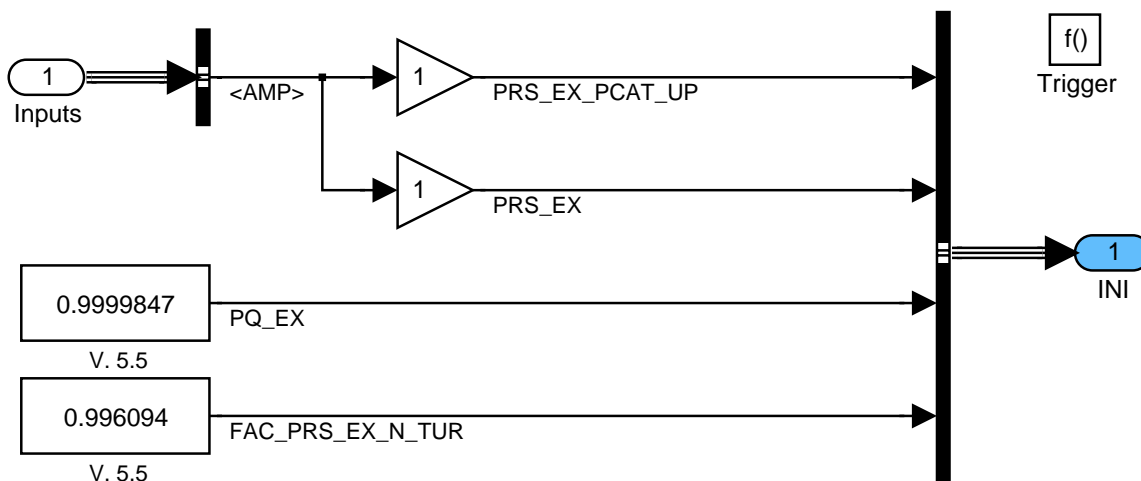 1
Inputs
<AMP>
1
PRS_EX_PCAT_UP
f()
Trigger
1
PRS_EX
1
INI
0.9999847
PQ_EX
V. 5.5
0.996094
FAC_PRS_EX_N_TUR
V. 5.5